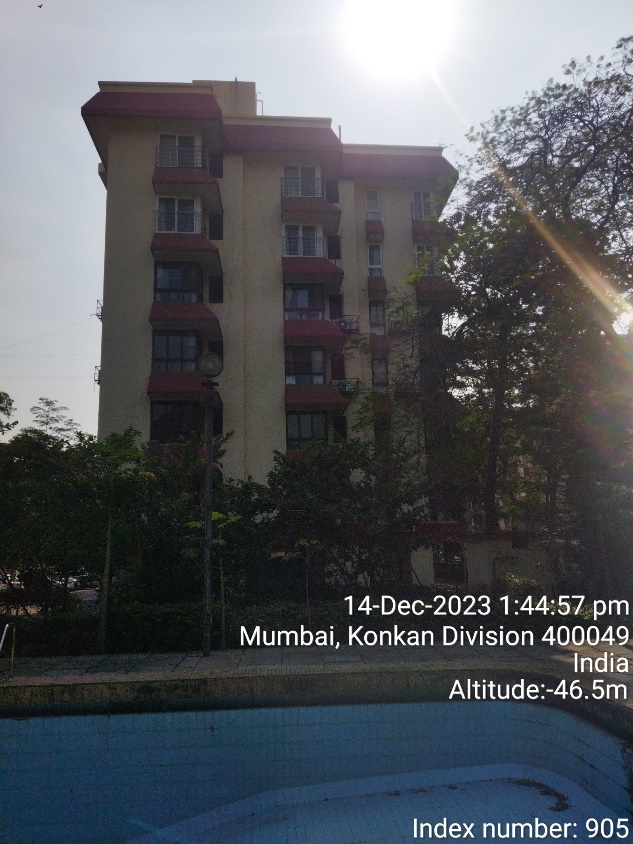 14-Dec-2023 1:44:57 pm
Mumbai, Konkan Division 400049
India
Altitude:-46.5m
Index number: 905